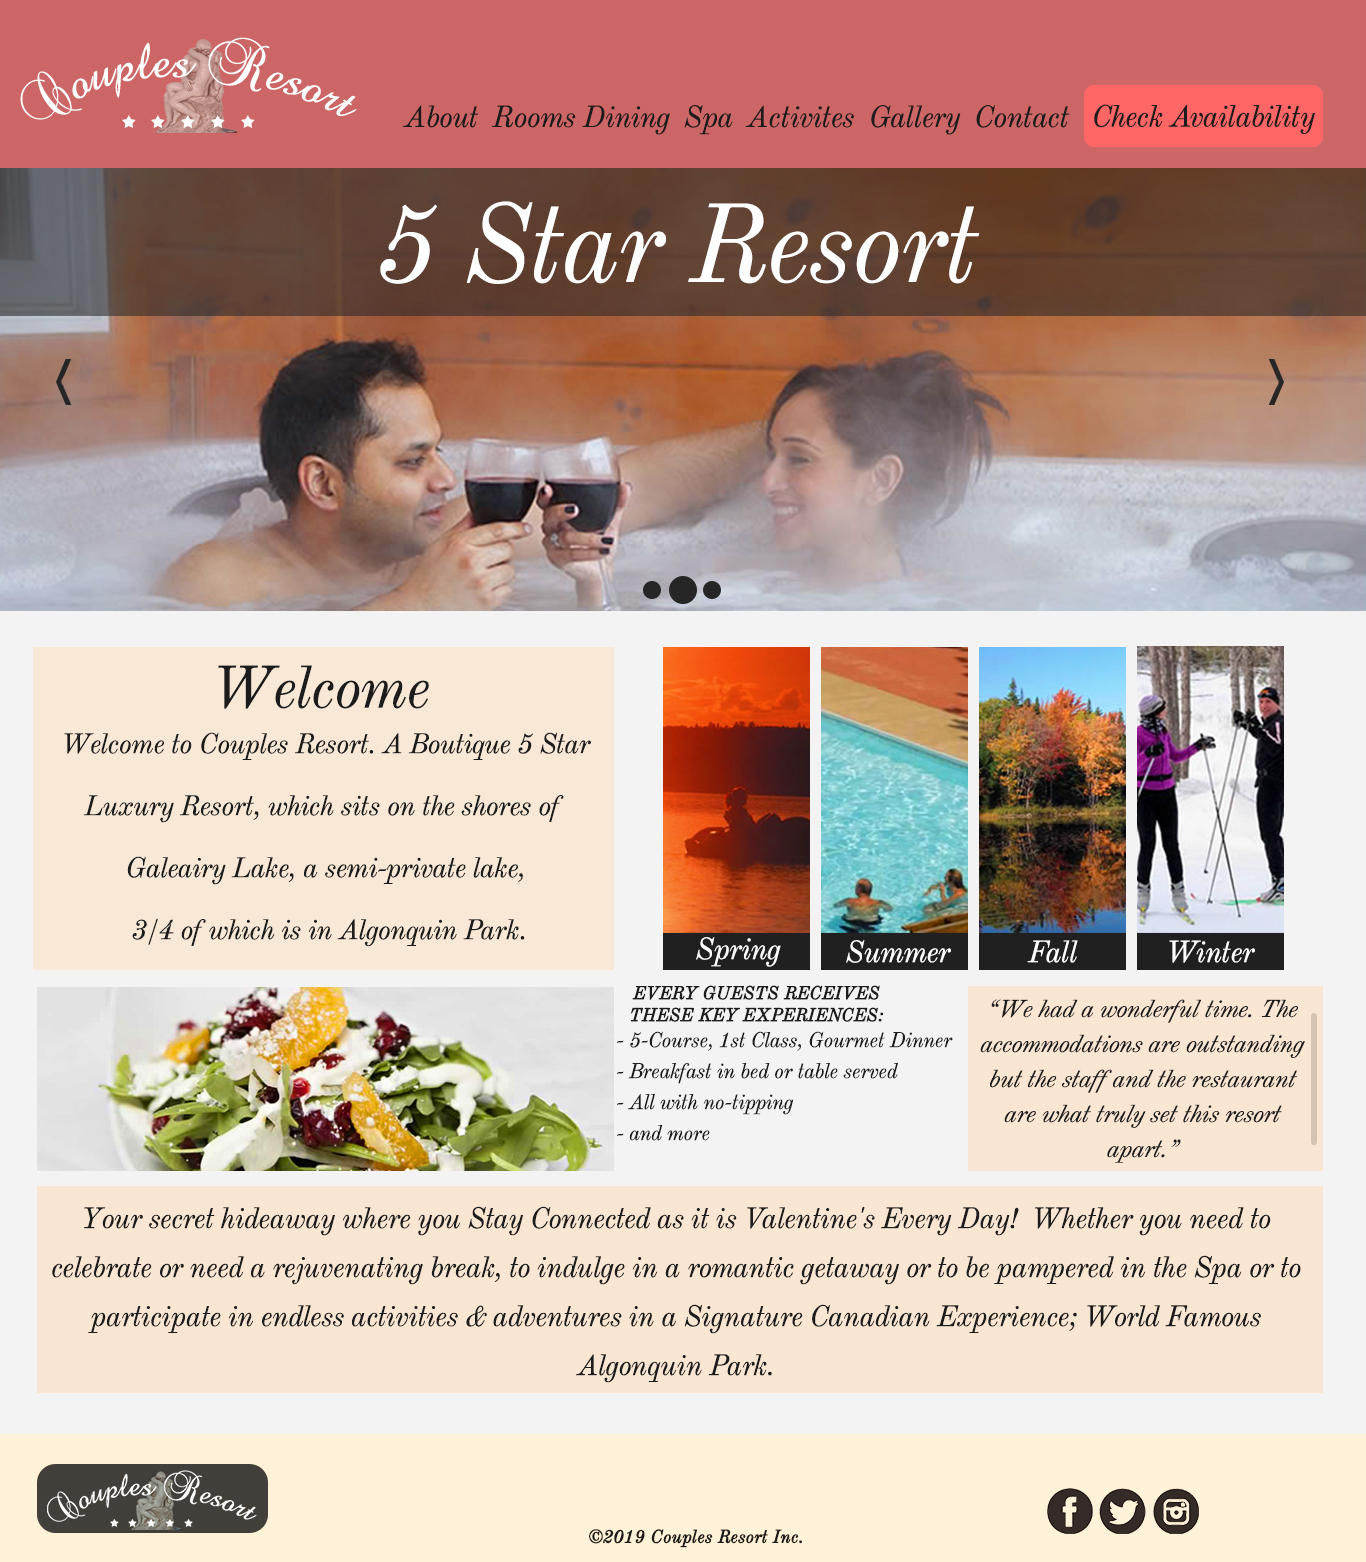 Couples Resort
About Rooms Dining Spa Activites Gallery Contact Check Availability
5 Star Resort
Welcome
Welcome to Couples Resort. A Boutique 5 Star
Luxury Resort, which sits on the shores of
Galeairy Lake, a semi-private lake,
3/4 of which is in Algonquin Park.
Spring Summer Fall Winter
EVERY GUESTS RECEIVES
THESE KEY EXPERIENCES:
- 5-Course, 1st Class, Gourmet Dinner
- Breakfast in bed or table served
- All with no-tipping
- and more
“We had a wonderful time. The
accommodations are outstanding
but the staff and the restaurant
are what truly set this resort
apart.”
Your secret hideaway where you Stay Connected as it is Valentine's Every Day! Whether you need to
celebrate or need a rejuvenating break, to indulge in a romantic getaway or to be pampered in the Spa or to
participate in endless activities & adventures in a Signature Canadian Experience; World Famous
Algonquin Park.
Couples Resort
©2019 Couples Resort Inc.